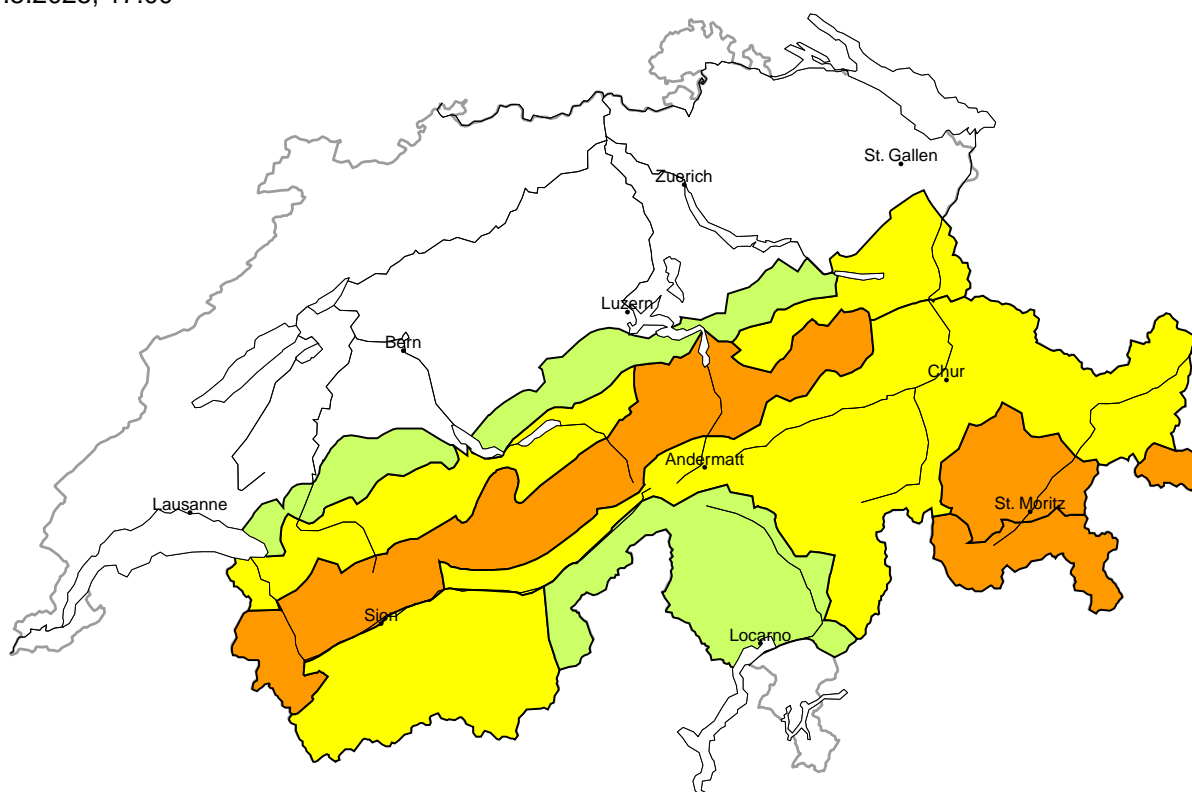 St. Gallen
Zuerich
Luzern
Bern
Chur
Andermatt
Lausanne
St. Moritz
Sion
Locarno